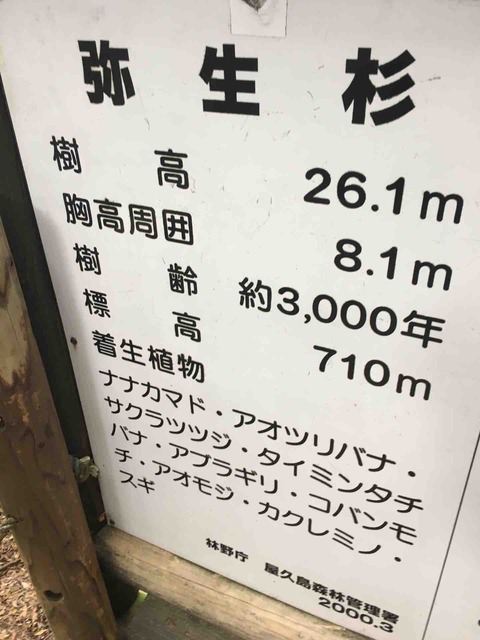 弥生杉
樹高 26.1m
胸高周囲 8.1m
樹齢 約3,000年
標高 710m
着生植物
ナナカマド・アオツリバナ・
サクラツツジ・タイミンタチ
バナ・アブラギリ・コバンモ
チ・アオモジ・カクレミノ・
スギ
林野庁 屋久島森林管理署
2000.3